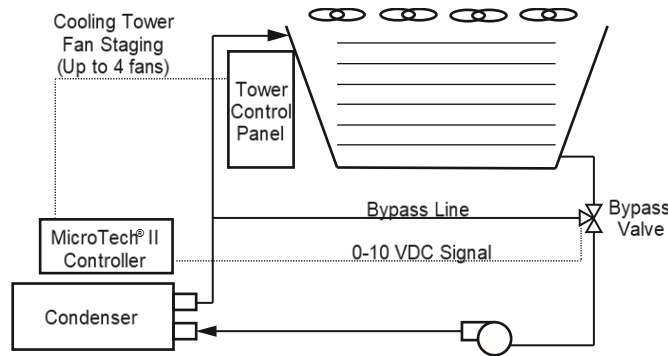 Cooling Tower
Fan Staging
(Up to 4 fans)
Tower
Control
Panel
Bypass Line
Bypass
Valve
MicroTech® II
Controller
0-10 VDC Signal
Condenser